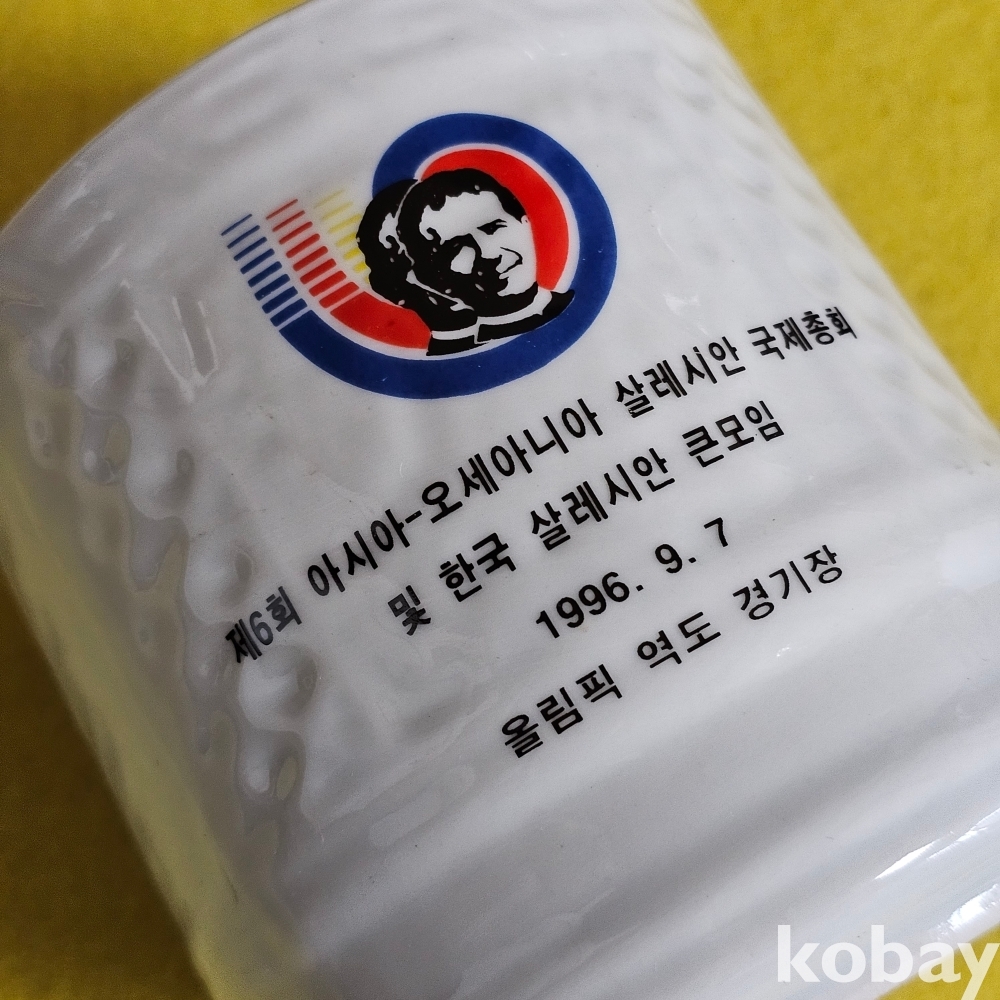 제6회 아시아-오세아니아 살레시안 국제총회
및 한국 살레시안 큰모임
1996. 9. 7
올림픽 역도 경기장
kobay